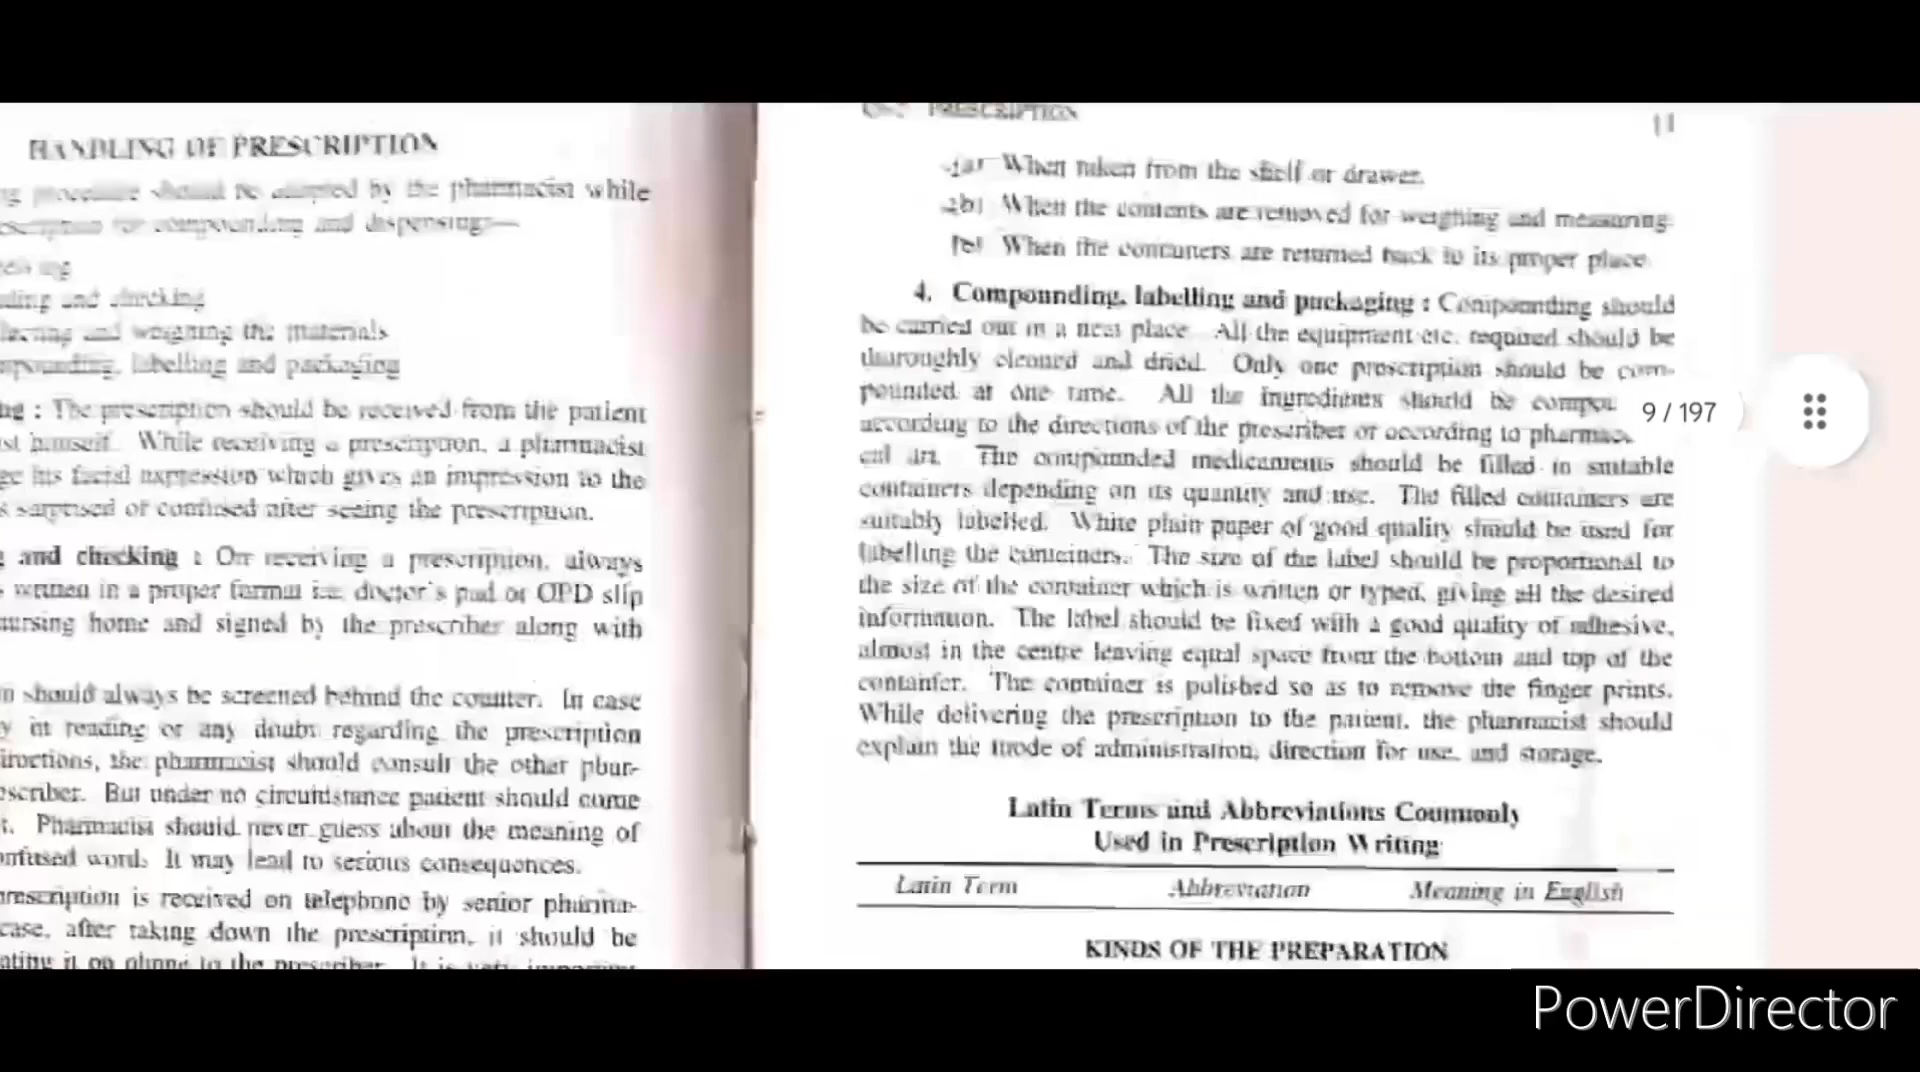 HANDLING OF PRESCRIPTION
procedure should be adopted by the pharmacist while
for compounding and dispensing—
and checking
and weighing the materials
labelling and packaging
: The prescription should be received from the patient
himself. While receiving a prescription, a pharmacist
his facial expression which gives an impression to the
surprised or confused after seeing the prescription.
and checking : On receiving a prescription, always
written in a proper format i.e. doctor's pad or OPD slip
nursing home and signed by the prescriber along with
should always be screened behind the counter. In case
in reading or any doubt regarding the prescription
the pharmacist should consult the other phar-
But under no circumstance patient should come
Pharmacist should never guess about the meaning of
word. It may lead to serious consequences.
prescription is received on telephone by senior pharma-
case, after taking down the prescription, it should be
it on phone to the prescriber. It is very important
PRESCRIPTION
11
When taken from the shelf or drawer.
(b) When the contents are removed for weighing and measuring.
When the containers are returned back to its proper place.
4. Compounding, labelling and packaging : Compounding should
be carried out in a neat place. All the equipment etc. required should be
thoroughly cleaned and dried. Only one prescription should be com-
pounded at one time. All the ingredients should be compou
according to the directions of the prescriber or according to pharmac
cal art. The compounded medicaments should be filled in suitable
containers depending on its quantity and use. The filled containers are
suitably labelled. White plain paper of good quality should be used for
labelling the containers. The size of the label should be proportional to
the size of the container which is written or typed, giving all the desired
information. The label should be fixed with a good quality of adhesive,
almost in the centre leaving equal space from the bottom and top of the
The container is polished so as to remove the finger prints.
While delivering the prescription to the patient, the pharmacist should
explain the mode of administration, direction for use, and storage.
Latin Terms and Abbreviations Commonly
Used in Prescription Writing
Latin Term Abbreviation Meaning in English
KINDS OF THE PREPARATION
9 / 197
PowerDirector